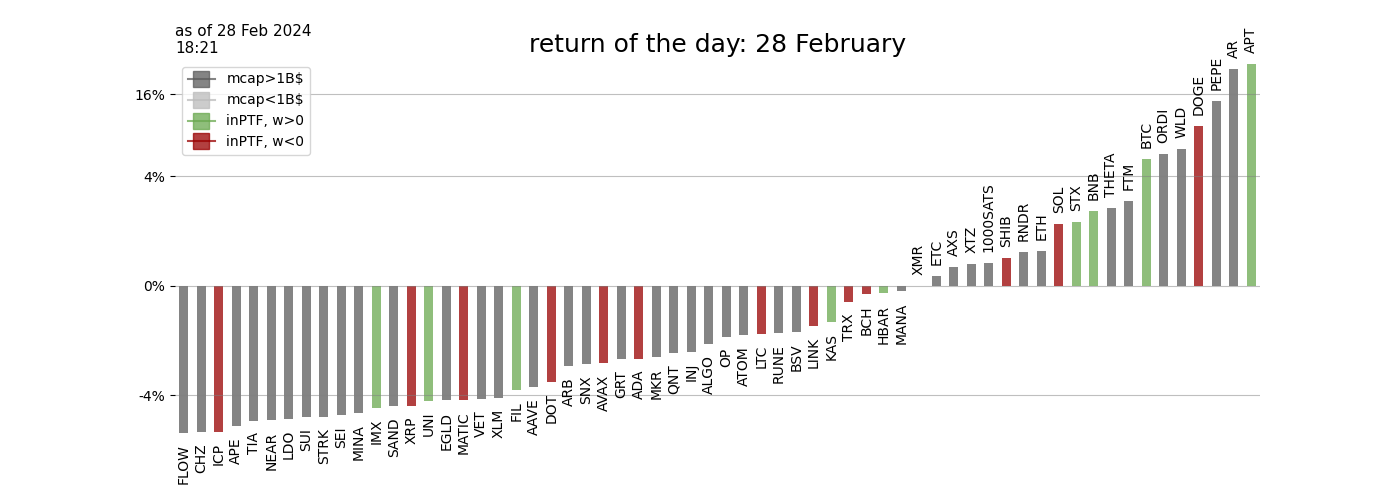 as of 28 Feb 2024
18:21
return of the day: 28 February
mcap>1B$
mcap<1B$
inPTF, w>0
inPTF, w<0
16%
4%
0%
-4%
FLOW
CHZ
ICP
APE
TIA
NEAR
LDO
SUI
STRK
SEI
MINA
IMX
SAND
XRP
UNI
EGLD
MATIC
VET
XLM
FIL
AAVE
DOT
ARB
SNX
AVAX
GRT
ADA
MKR
QNT
INJ
ALGO
OP
ATOM
LTC
RUNE
BSV
LINK
KAS
TRX
BCH
HBAR
MANA
XMR
ETC
AXS
XTZ
1000SATS
SHIB
RNDR
ETH
SOL
STX
BNB
THETA
FTM
BTC
ORDI
WLD
DOGE
PEPE
AR
APT